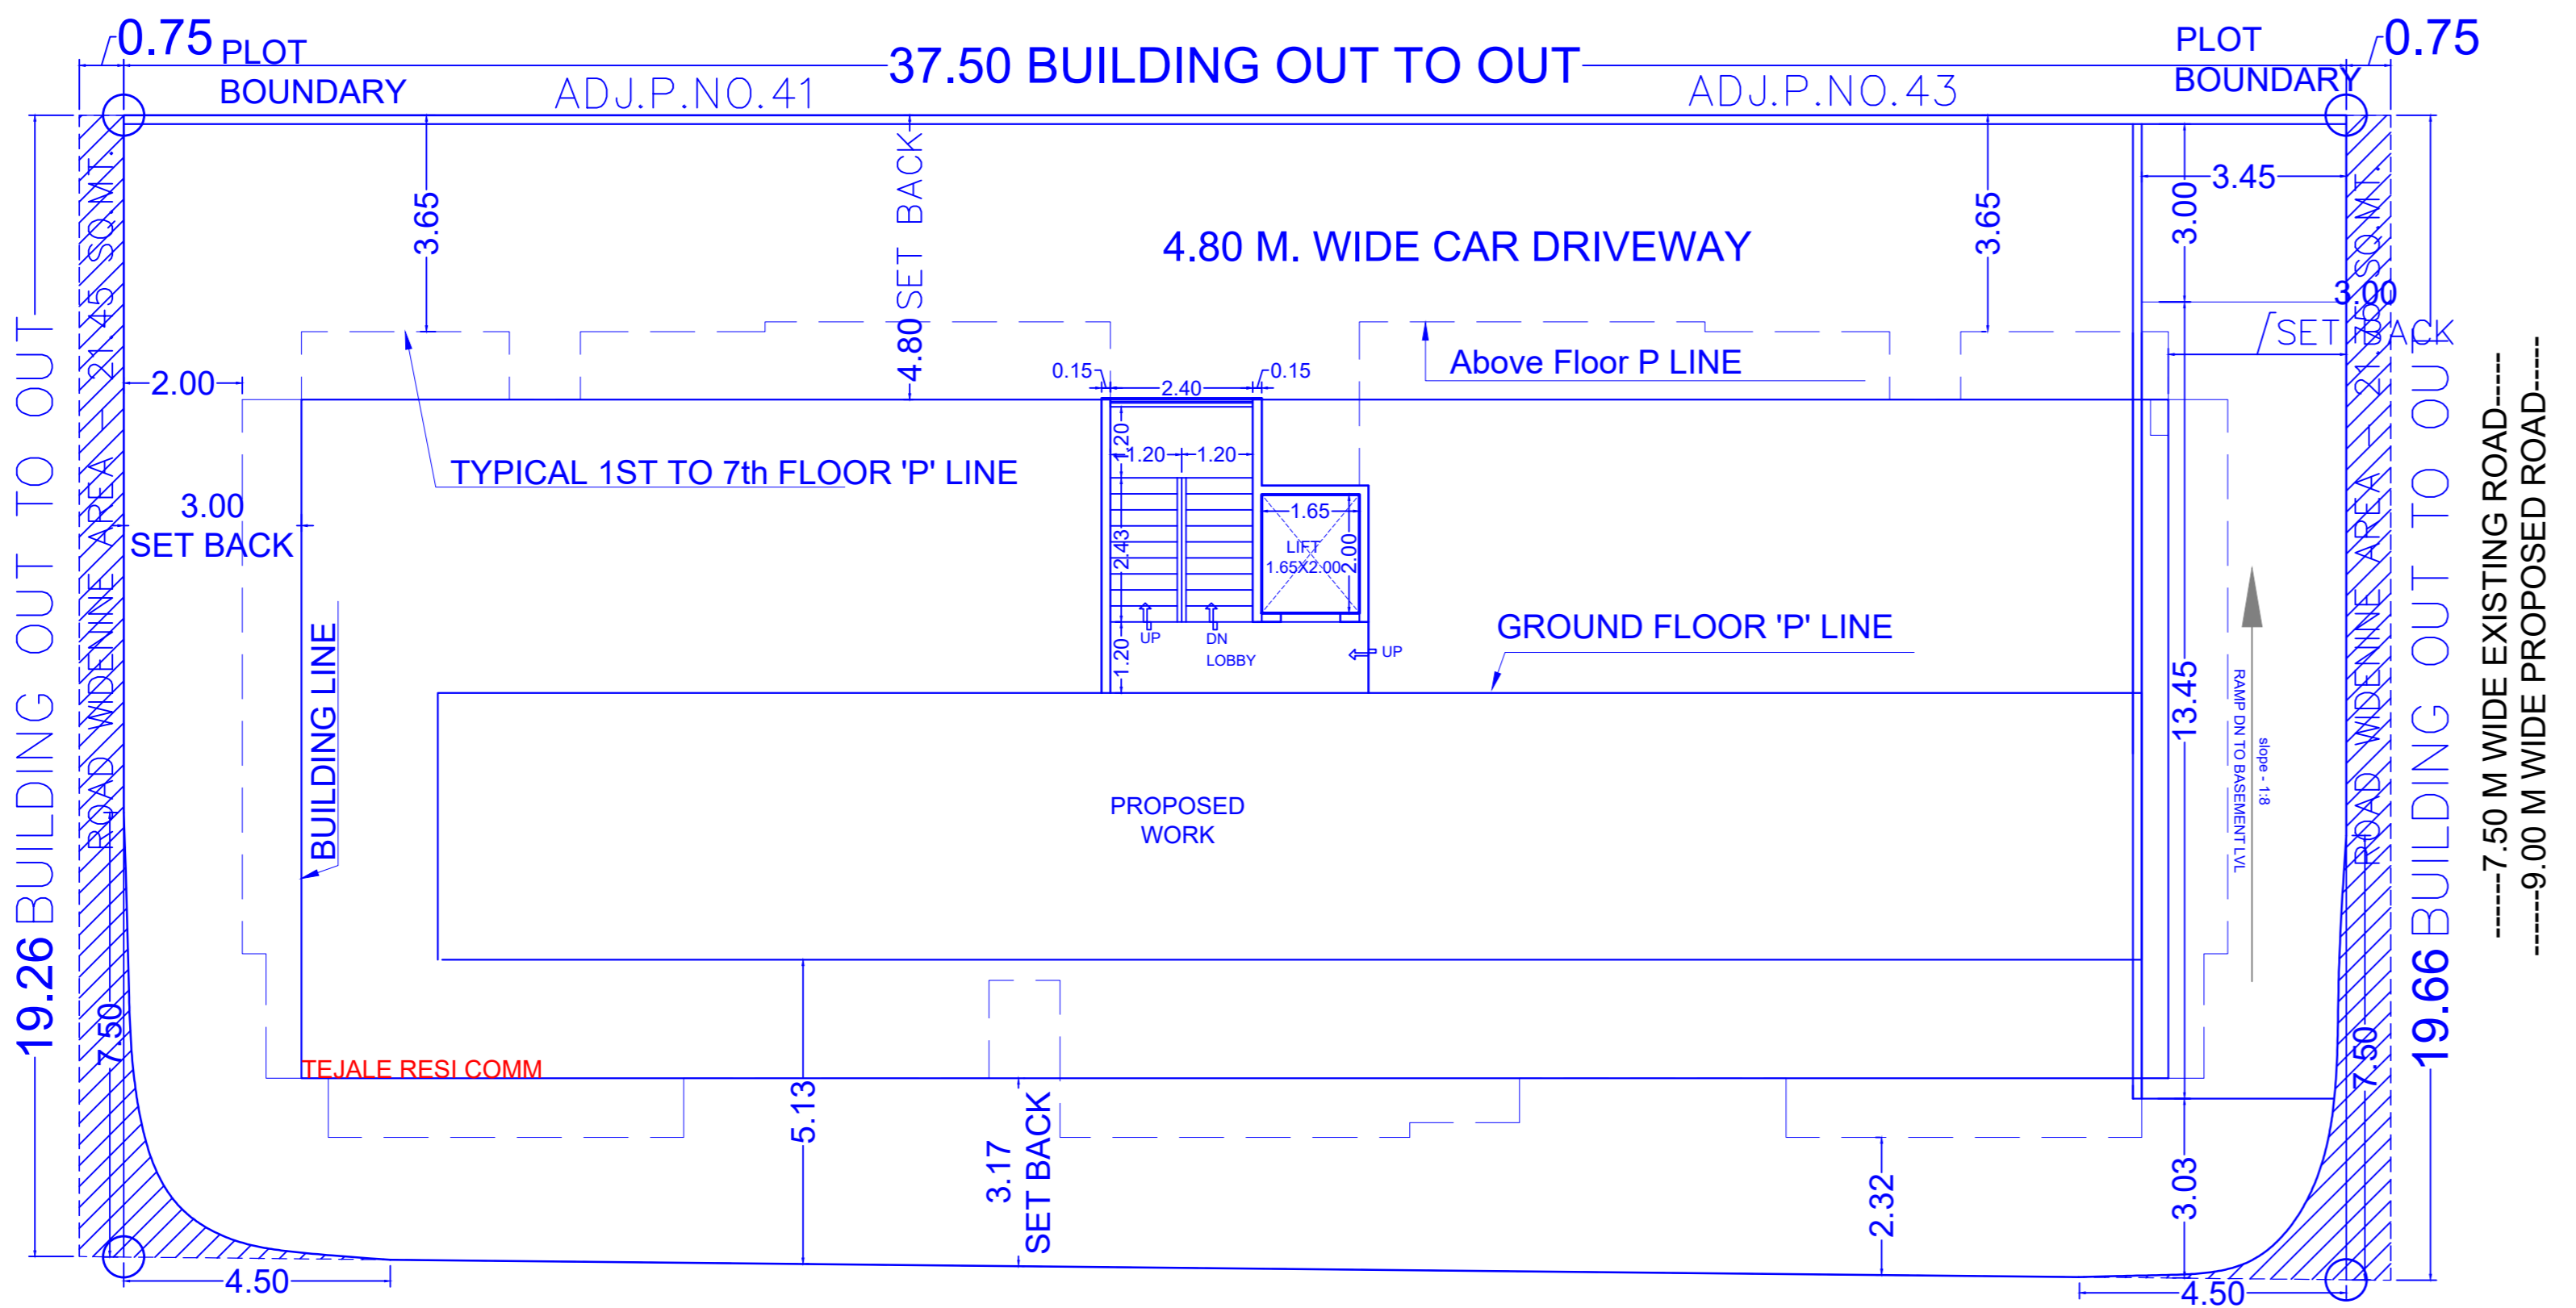 0.75 PLOT BOUNDARY
37.50 BUILDING OUT TO OUT
PLOT BOUNDARY 0.75
ADJ.P.NO.41
ADJ.P.NO.43
3.65
4.80 SET BACK
4.80 M. WIDE CAR DRIVEWAY
3.65
3.00
3.45
3.00
SET BACK
2.00
0.15
2.40
0.15
Above Floor P LINE
TYPICAL 1ST TO 7th FLOOR 'P' LINE
1.20
1.20
1.20
3.00
SET BACK
2.43
1.65
LIFT
1.65X2.00
2.00
UP
DN
LOBBY
UP
1.20
GROUND FLOOR 'P' LINE
BUILDING LINE
13.45
RAMP DN TO BASEMENT LVL
slope - 1:8
PROPOSED
WORK
TEJALE RESI COMM
5.13
3.17
SET BACK
2.32
3.03
7.50
7.50
4.50
4.50
19.26 BUILDING OUT TO OUT
ROAD WIDENINE AREA - 21.45 SQ.MT.
ROAD WIDENINE AREA - 21.75SQ.MT.
19.66 BUILDING OUT TO OUT
------7.50 M WIDE EXISTING ROAD-----
-------9.00 M WIDE PROPOSED ROAD-----